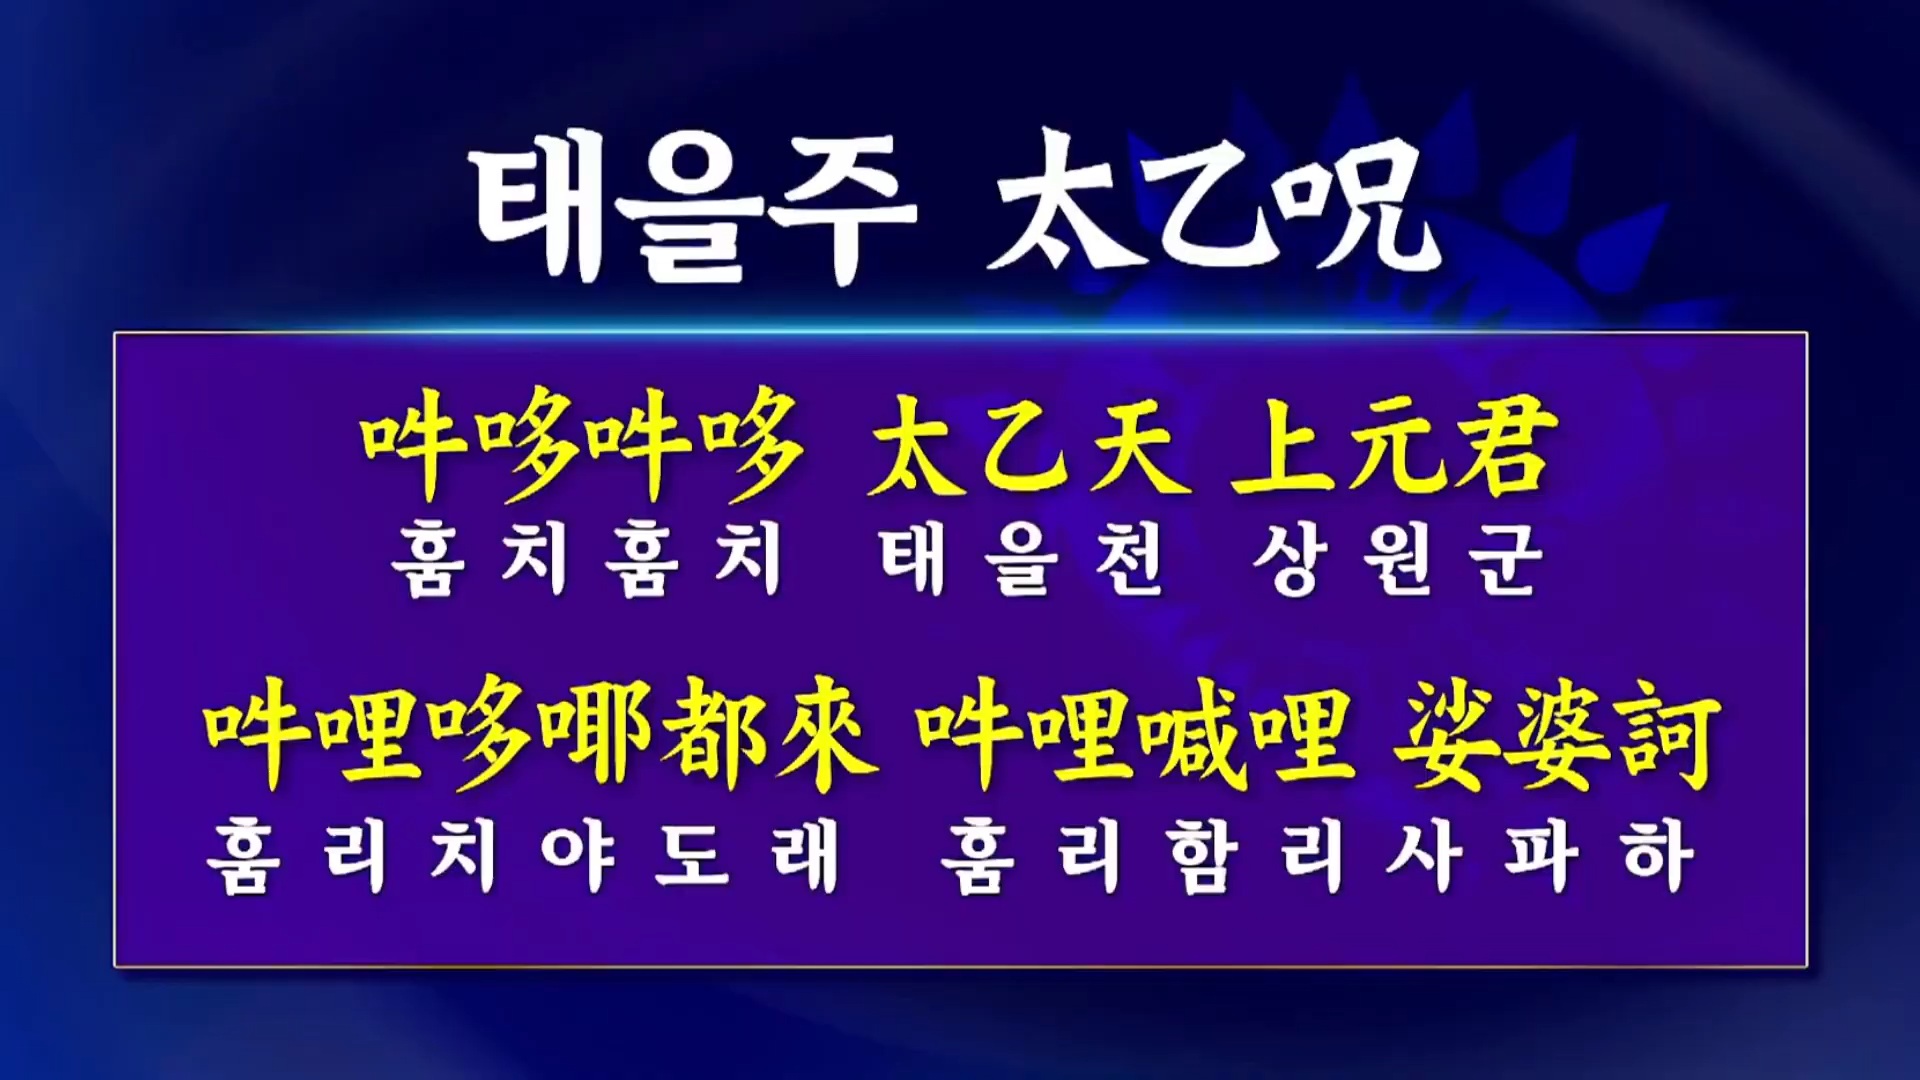 태을주 太乙呪
吽哆吽哆 太乙天 上元君
훔치훔치 태을천 상원군
吽哩哆㖿都來 吽哩喊哩 娑婆訶
훔리치야도래 훔리함리사파하